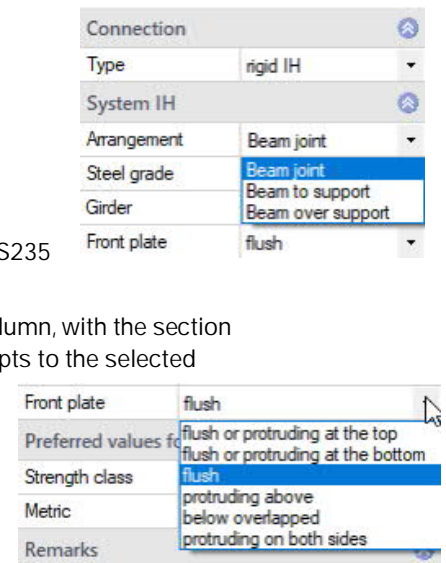 Connection
Type rigid IH
System IH
Arrangement Beam joint
Steel grade Beam joint
Beam to support
Girder
Beam over support
S235
Front plate flush
lumn, with the section
pts to the selected
Front plate flush
flush or protruding at the top
Preferred values fo
flush or protruding at the bottom
Strength class flush
protruding above
Metric
below overlapped
Remarks protruding on both sides